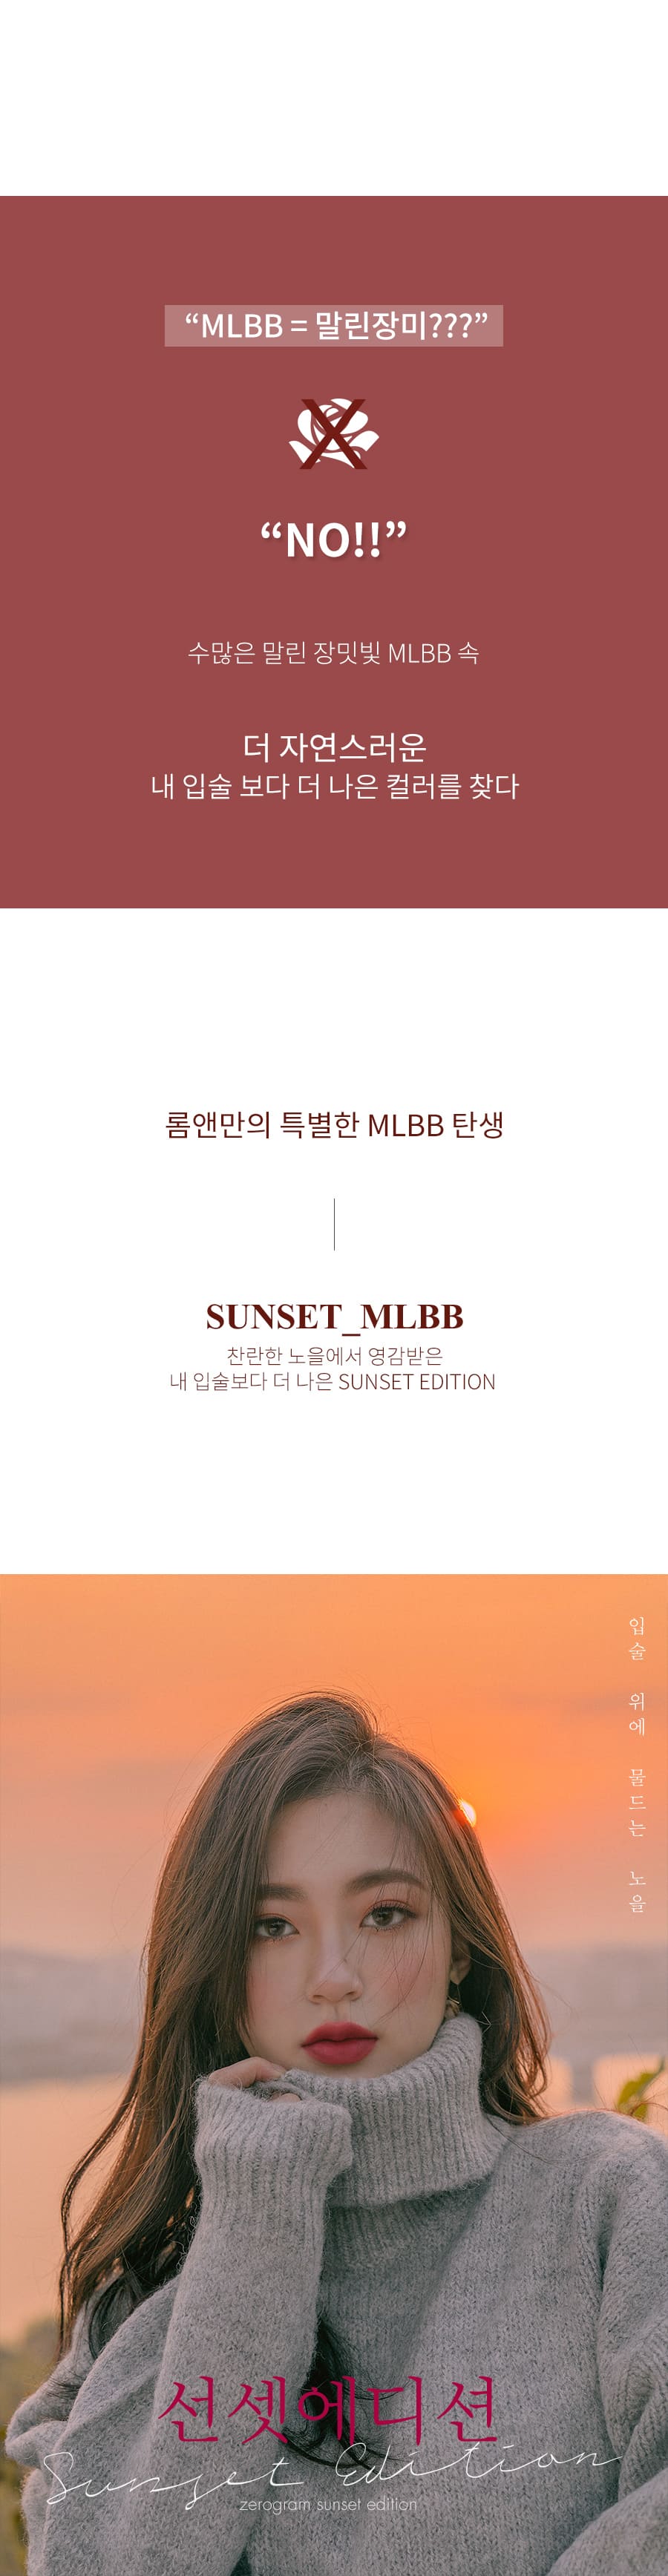 “MLBB = 말린장미???”
X
“NO!!”
수많은 말린 장밋빛 MLBB 속
더 자연스러운
내 입술 보다 더 나은 컬러를 찾다
롬앤만의 특별한 MLBB 탄생
SUNSET_MLBB
찬란한 노을에서 영감받은
내 입술보다 더 나은 SUNSET EDITION
입술 위에 물드는 노을
선셋에디션
Sunset Edition
zerogram sunset edition